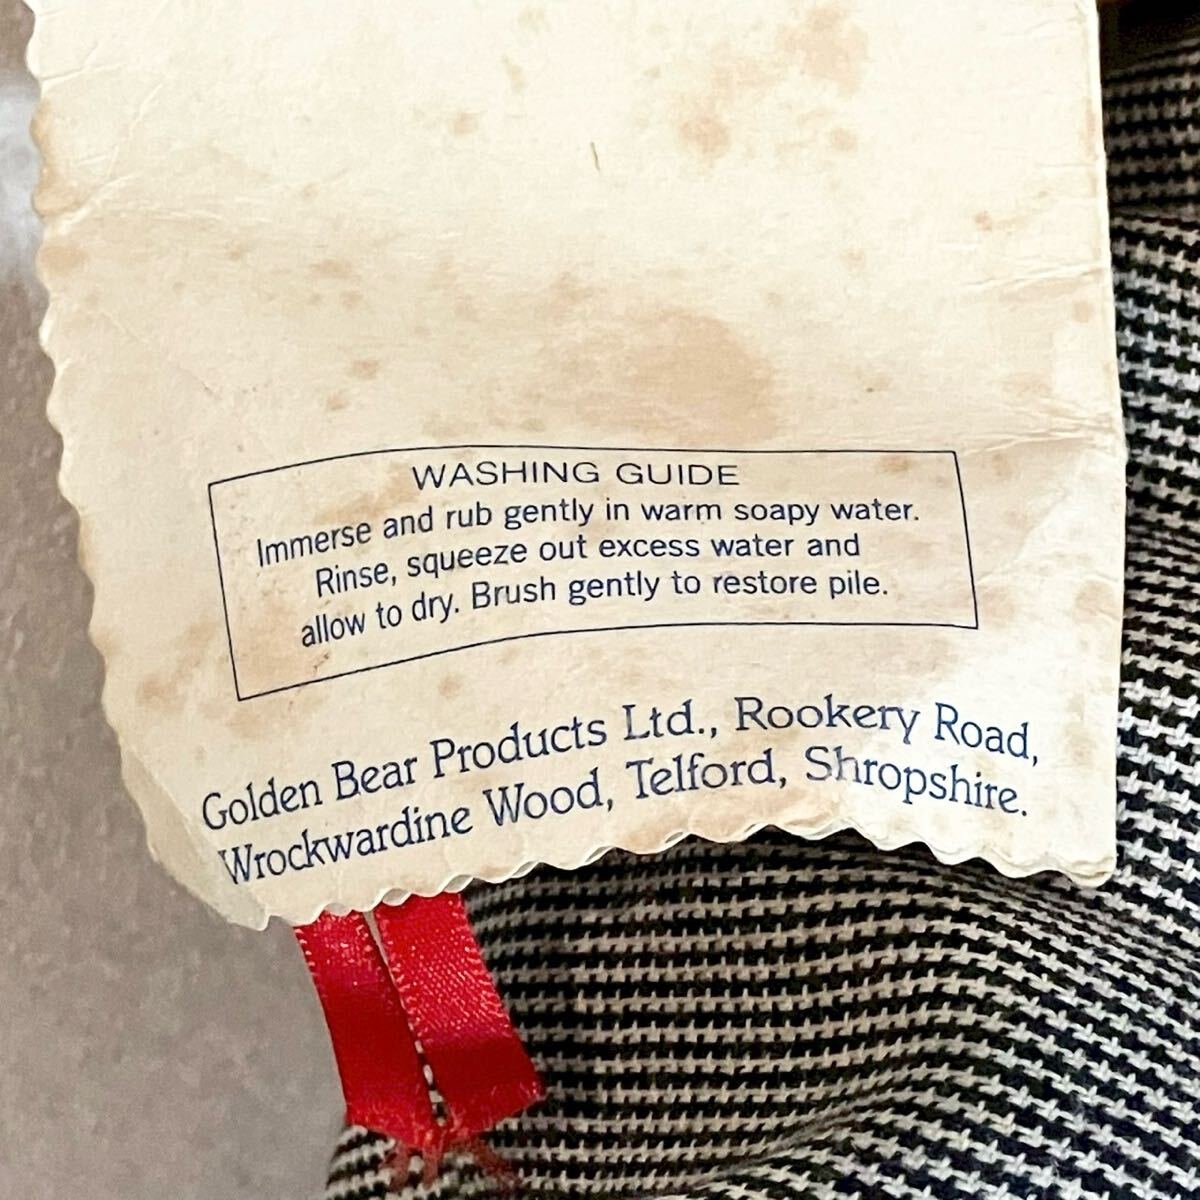 WASHING GUIDE
Immerse and rub gently in warm soapy water.
Rinse, squeeze out excess water and
allow to dry. Brush gently to restore pile.
Golden Bear Products Ltd., Rookery Road,
Wrockwardine Wood, Telford, Shropshire.